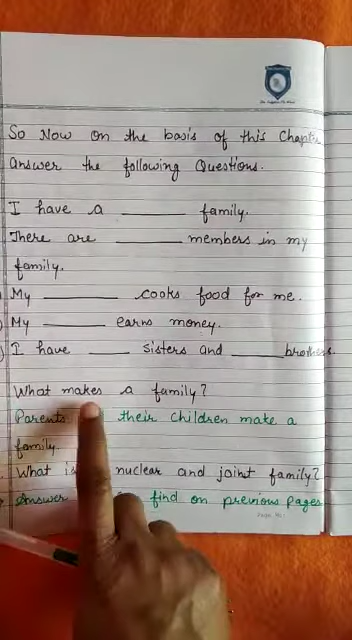 So Now on the basis of this Chapter
answer the following Questions.
I have a ______ family.
There are ______ members in my
family.
My ______ cooks food for me.
My ______ earns money.
I have ____ sisters and _____ brothers.
What makes a family?
Parents their children make a
family.
What is nuclear and joint family?
Answer find on previous pages